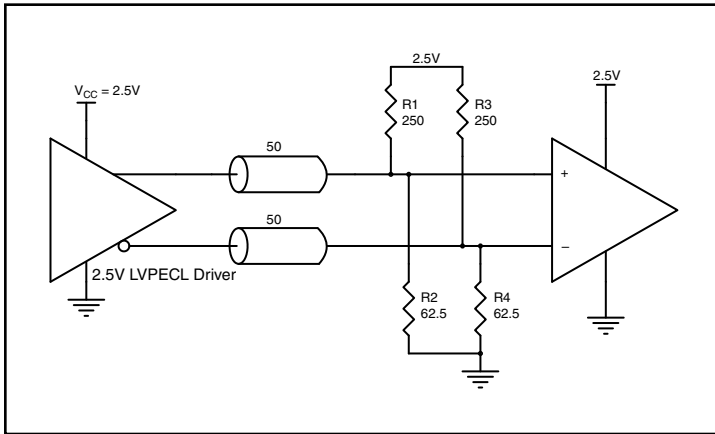 2.5V
2.5V
VCC = 2.5V
R1
250
R3
250
50
+
50
−
2.5V LVPECL Driver
R2
62.5
R4
62.5